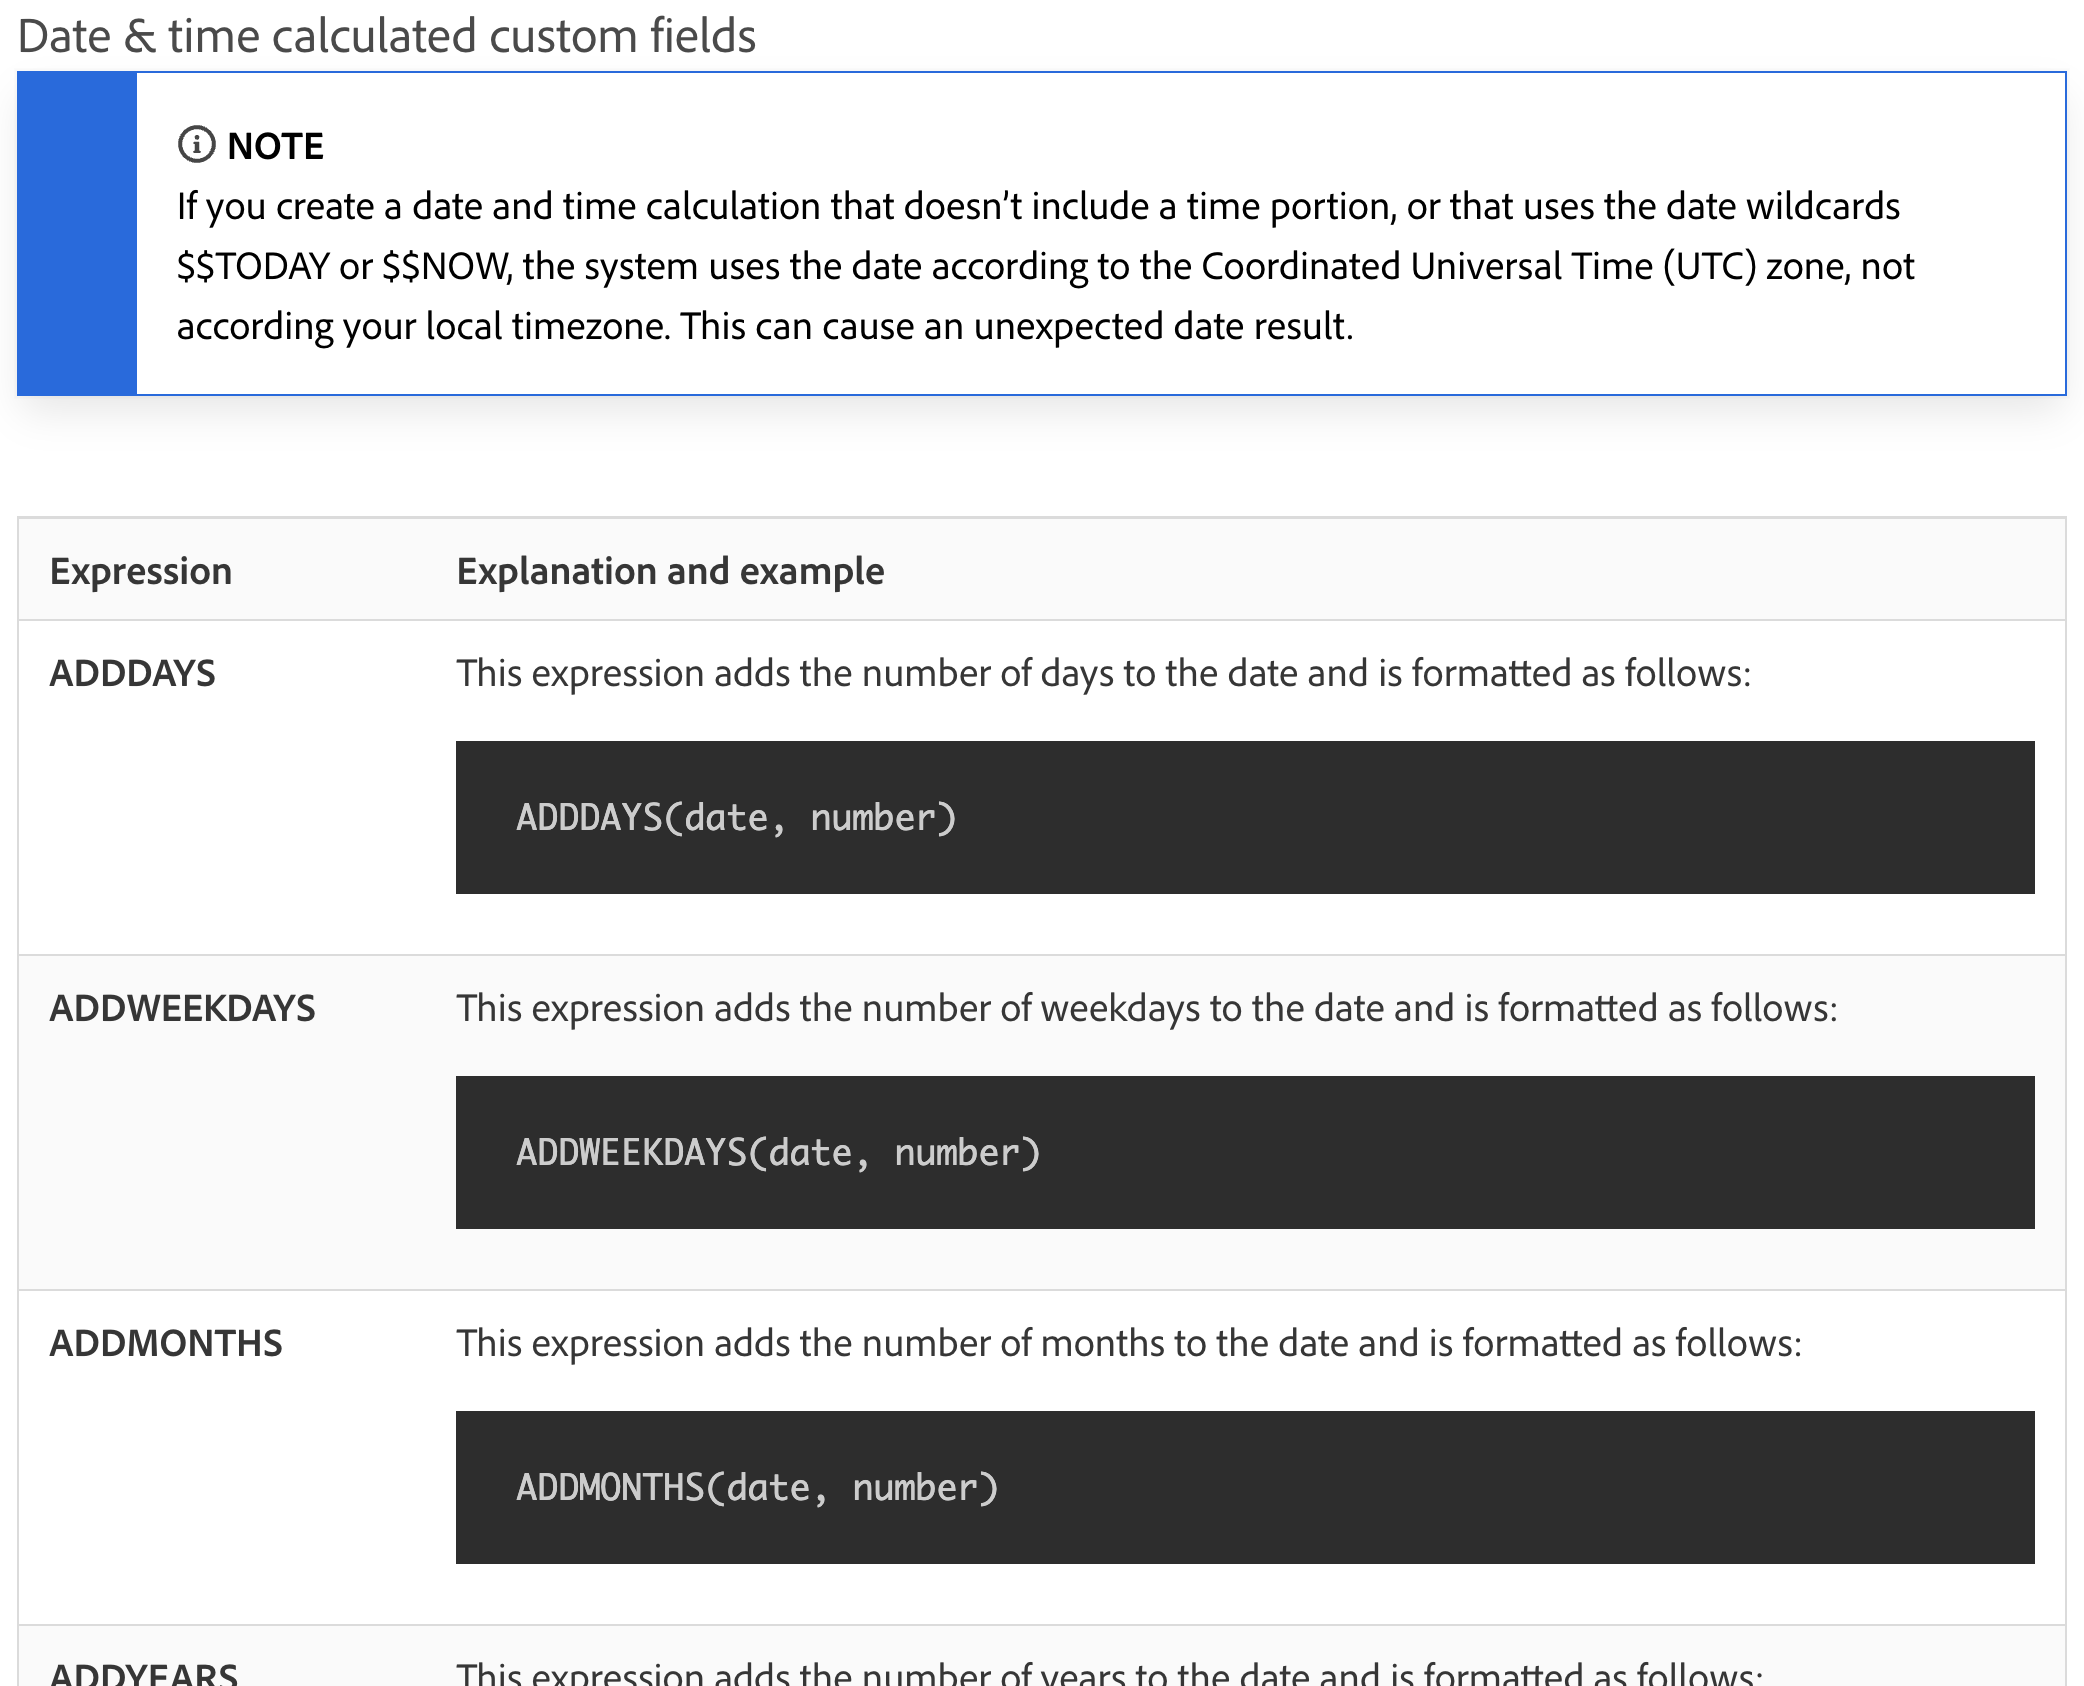 Date & time calculated custom fields
NOTE
If you create a date and time calculation that doesn’t include a time portion, or that uses the date wildcards
$$TODAY or $$NOW, the system uses the date according to the Coordinated Universal Time (UTC) zone, not
according your local timezone. This can cause an unexpected date result.
Expression Explanation and example
ADDDAYS This expression adds the number of days to the date and is formatted as follows:
ADDDAYS(date, number)
ADDWEEKDAYS This expression adds the number of weekdays to the date and is formatted as follows:
ADDWEEKDAYS(date, number)
ADDMONTHS This expression adds the number of months to the date and is formatted as follows:
ADDMONTHS(date, number)
ADDYEARS This expression adds the number of years to the date and is formatted as follows: